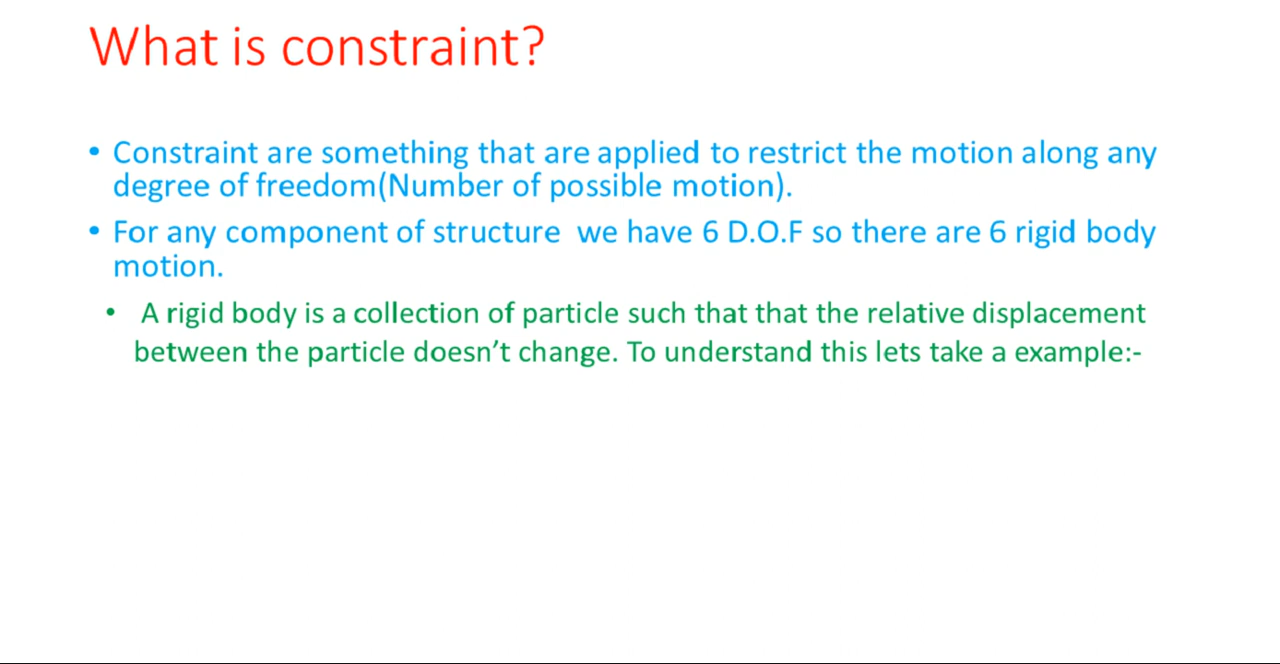 What is constraint?
• Constraint are something that are applied to restrict the motion along any
degree of freedom(Number of possible motion).
• For any component of structure we have 6 D.O.F so there are 6 rigid body
motion.
• A rigid body is a collection of particle such that that the relative displacement
between the particle doesn’t change. To understand this lets take a example:-